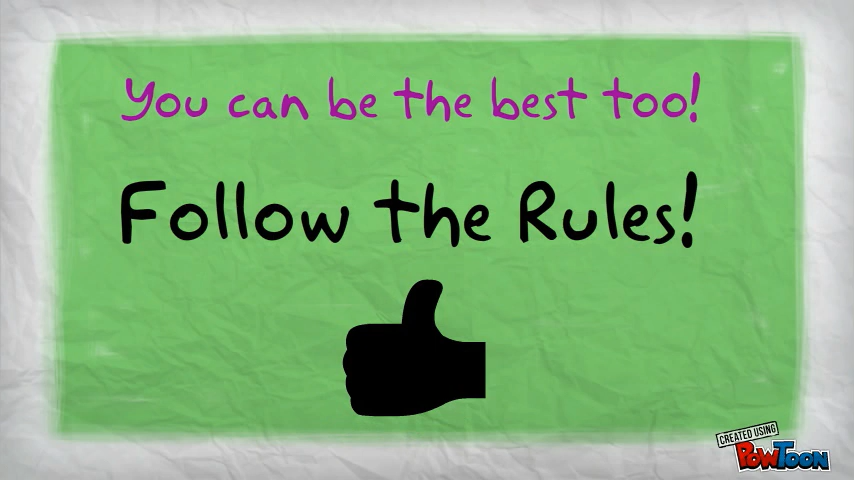 You can be the best too!
Follow the Rules!
CREATED USING
POWTOON